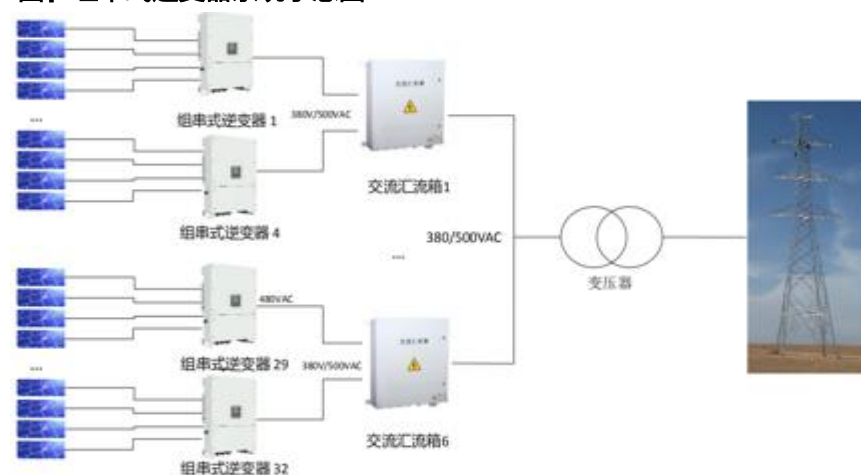 ...
组串式逆变器 1
380V/500VAC
交流汇流箱1
组串式逆变器 4
380/500VAC
...
变压器
480VAC
组串式逆变器 29
...
380V/500VAC
交流汇流箱6
组串式逆变器 32